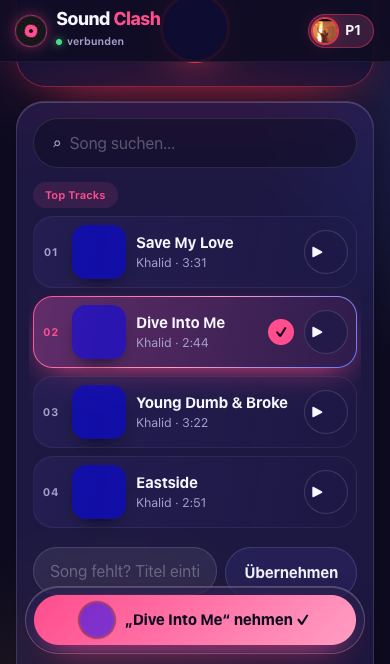 Sound Clash
verbunden
P1
Song suchen...
Top Tracks
01
Save My Love
Khalid · 3:31
02
Dive Into Me
Khalid · 2:44
03
Young Dumb & Broke
Khalid · 3:22
04
Eastside
Khalid · 2:51
Song fehlt? Titel einti
Übernehmen
„Dive Into Me“ nehmen ✓